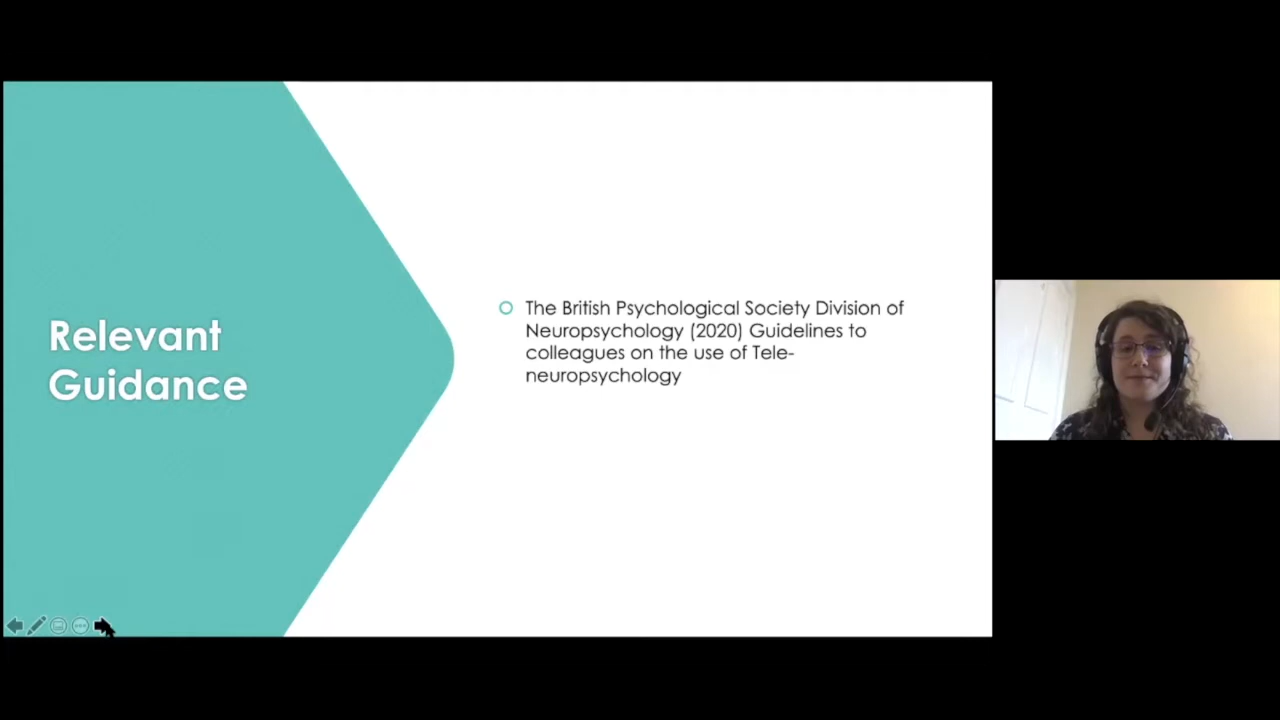 Relevant
Guidance
The British Psychological Society Division of
Neuropsychology (2020) Guidelines to
colleagues on the use of Tele-
neuropsychology